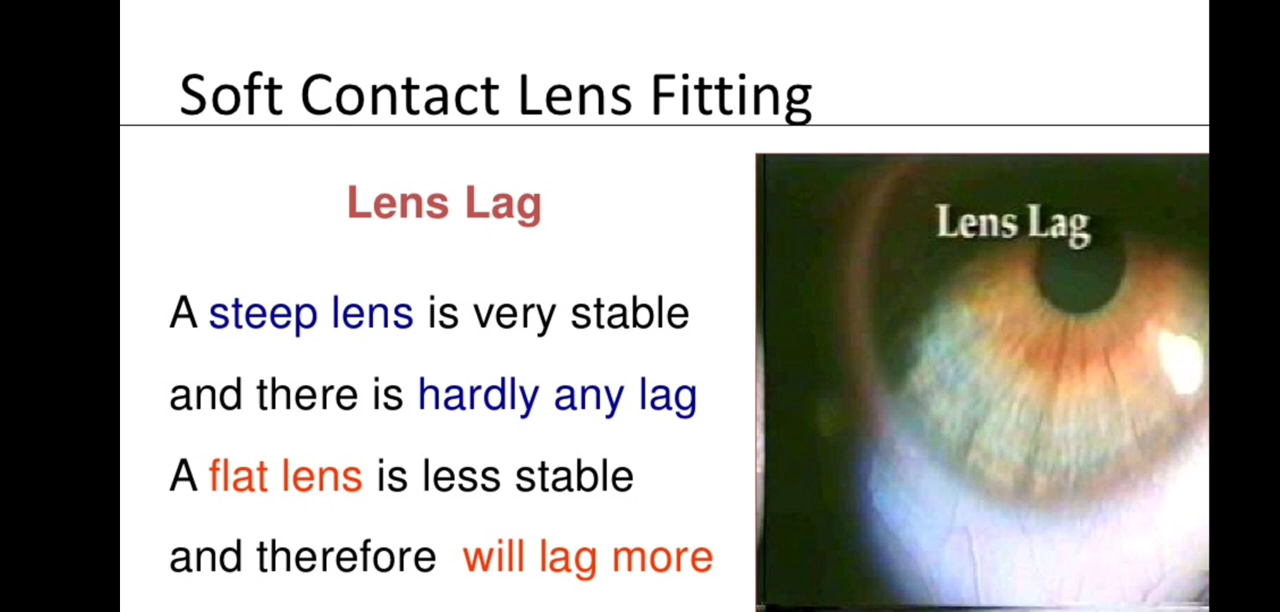 Soft Contact Lens Fitting
Lens Lag
Lens Lag
A steep lens is very stable
and there is hardly any lag
A flat lens is less stable
and therefore will lag more